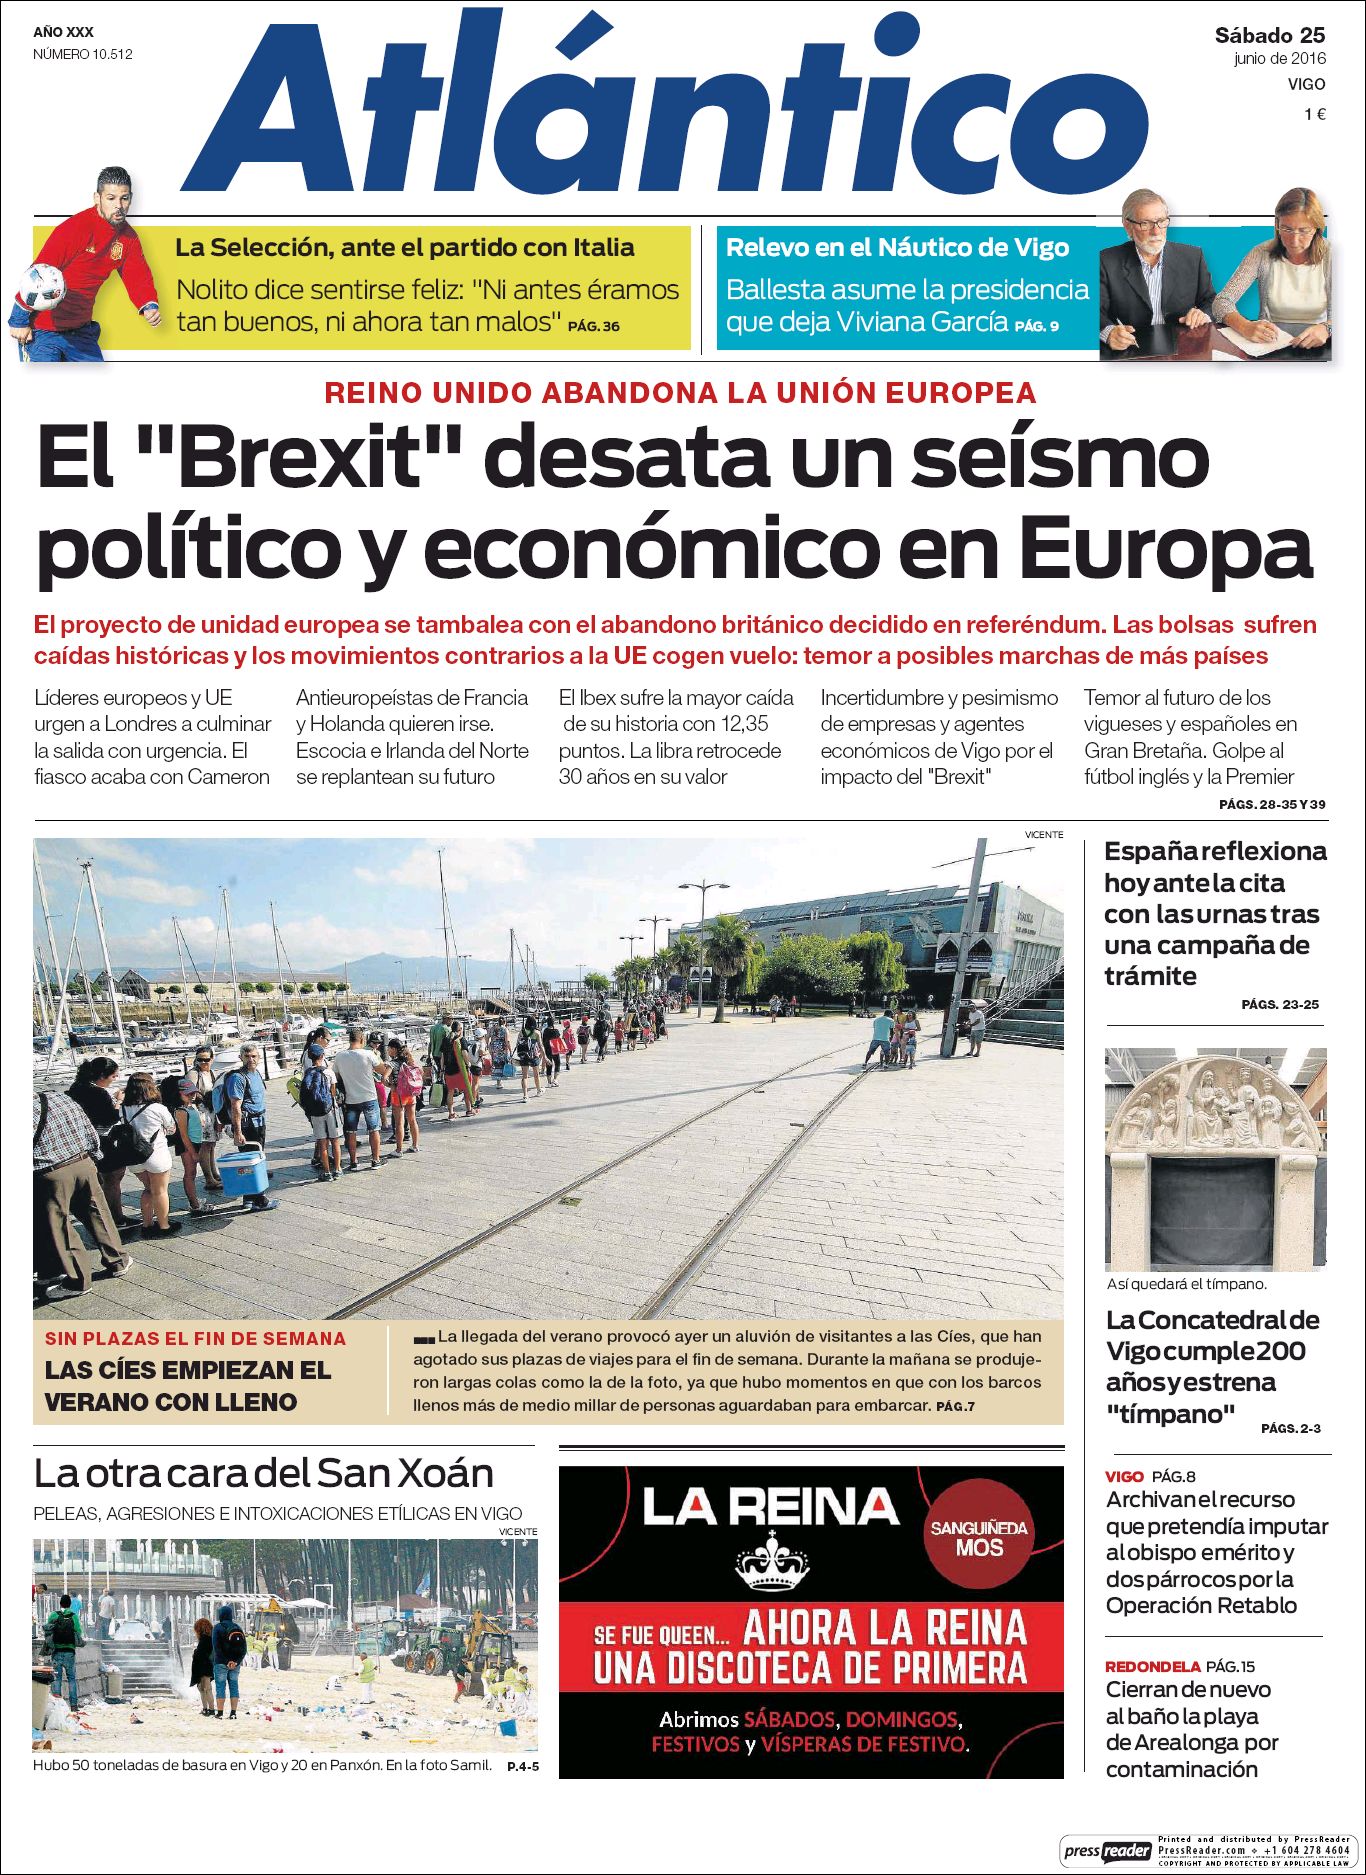 AÑO XXX
NÚMERO 10.512
Atlántico
Sábado 25
junio de 2016
VIGO
1 €
La Selección, ante el partido con Italia
Nolito dice sentirse feliz: "Ni antes éramos
tan buenos, ni ahora tan malos" PÁG. 36
Relevo en el Náutico de Vigo
Ballesta asume la presidencia
que deja Viviana García PÁG. 9
REINO UNIDO ABANDONA LA UNIÓN EUROPEA
El "Brexit" desata un seísmo
político y económico en Europa
El proyecto de unidad europea se tambalea con el abandono británico decidido en referéndum. Las bolsas sufren
caídas históricas y los movimientos contrarios a la UE cogen vuelo: temor a posibles marchas de más países
Líderes europeos y UE
urgen a Londres a culminar
la salida con urgencia. El
fiasco acaba con Cameron
Antieuropeístas de Francia
y Holanda quieren irse.
Escocia e Irlanda del Norte
se replantean su futuro
El Ibex sufre la mayor caída
de su historia con 12,35
puntos. La libra retrocede
30 años en su valor
Incertidumbre y pesimismo
de empresas y agentes
económicos de Vigo por el
impacto del "Brexit"
Temor al futuro de los
vigueses y españoles en
Gran Bretaña. Golpe al
fútbol inglés y la Premier
PÁGS. 28-35 Y 39
VICENTE
SIN PLAZAS EL FIN DE SEMANA
LAS CÍES EMPIEZAN EL
VERANO CON LLENO
La llegada del verano provocó ayer un aluvión de visitantes a las Cíes, que han
agotado sus plazas de viajes para el fin de semana. Durante la mañana se produje-
ron largas colas como la de la foto, ya que hubo momentos en que con los barcos
llenos más de medio millar de personas aguardaban para embarcar. PÁG.7
España reflexiona
hoy ante la cita
con las urnas tras
una campaña de
trámite
PÁGS. 23-25
Así quedará el tímpano.
La Concatedral de
Vigo cumple 200
años y estrena
"tímpano"
PÁGS. 2-3
VIGO PÁG.8
Archivan el recurso
que pretendía imputar
al obispo emérito y
dos párrocos por la
Operación Retablo
REDONDELA PÁG.15
Cierran de nuevo
al baño la playa
de Arealonga por
contaminación
La otra cara del San Xoán
PELEAS, AGRESIONES E INTOXICACIONES ETÍLICAS EN VIGO
VICENTE
Hubo 50 toneladas de basura en Vigo y 20 en Panxón. En la foto Samil. P.4-5
LA REINA
SANGUIÑEDA
MOS
SE FUE QUEEN... AHORA LA REINA
UNA DISCOTECA DE PRIMERA
Abrimos SÁBADOS, DOMINGOS,
FESTIVOS y VÍSPERAS DE FESTIVO.
pressreader
Printed and distributed by PressReader
PressReader.com + +1 604 278 4604
COPYRIGHT AND PROTECTED BY APPLICABLE LAW